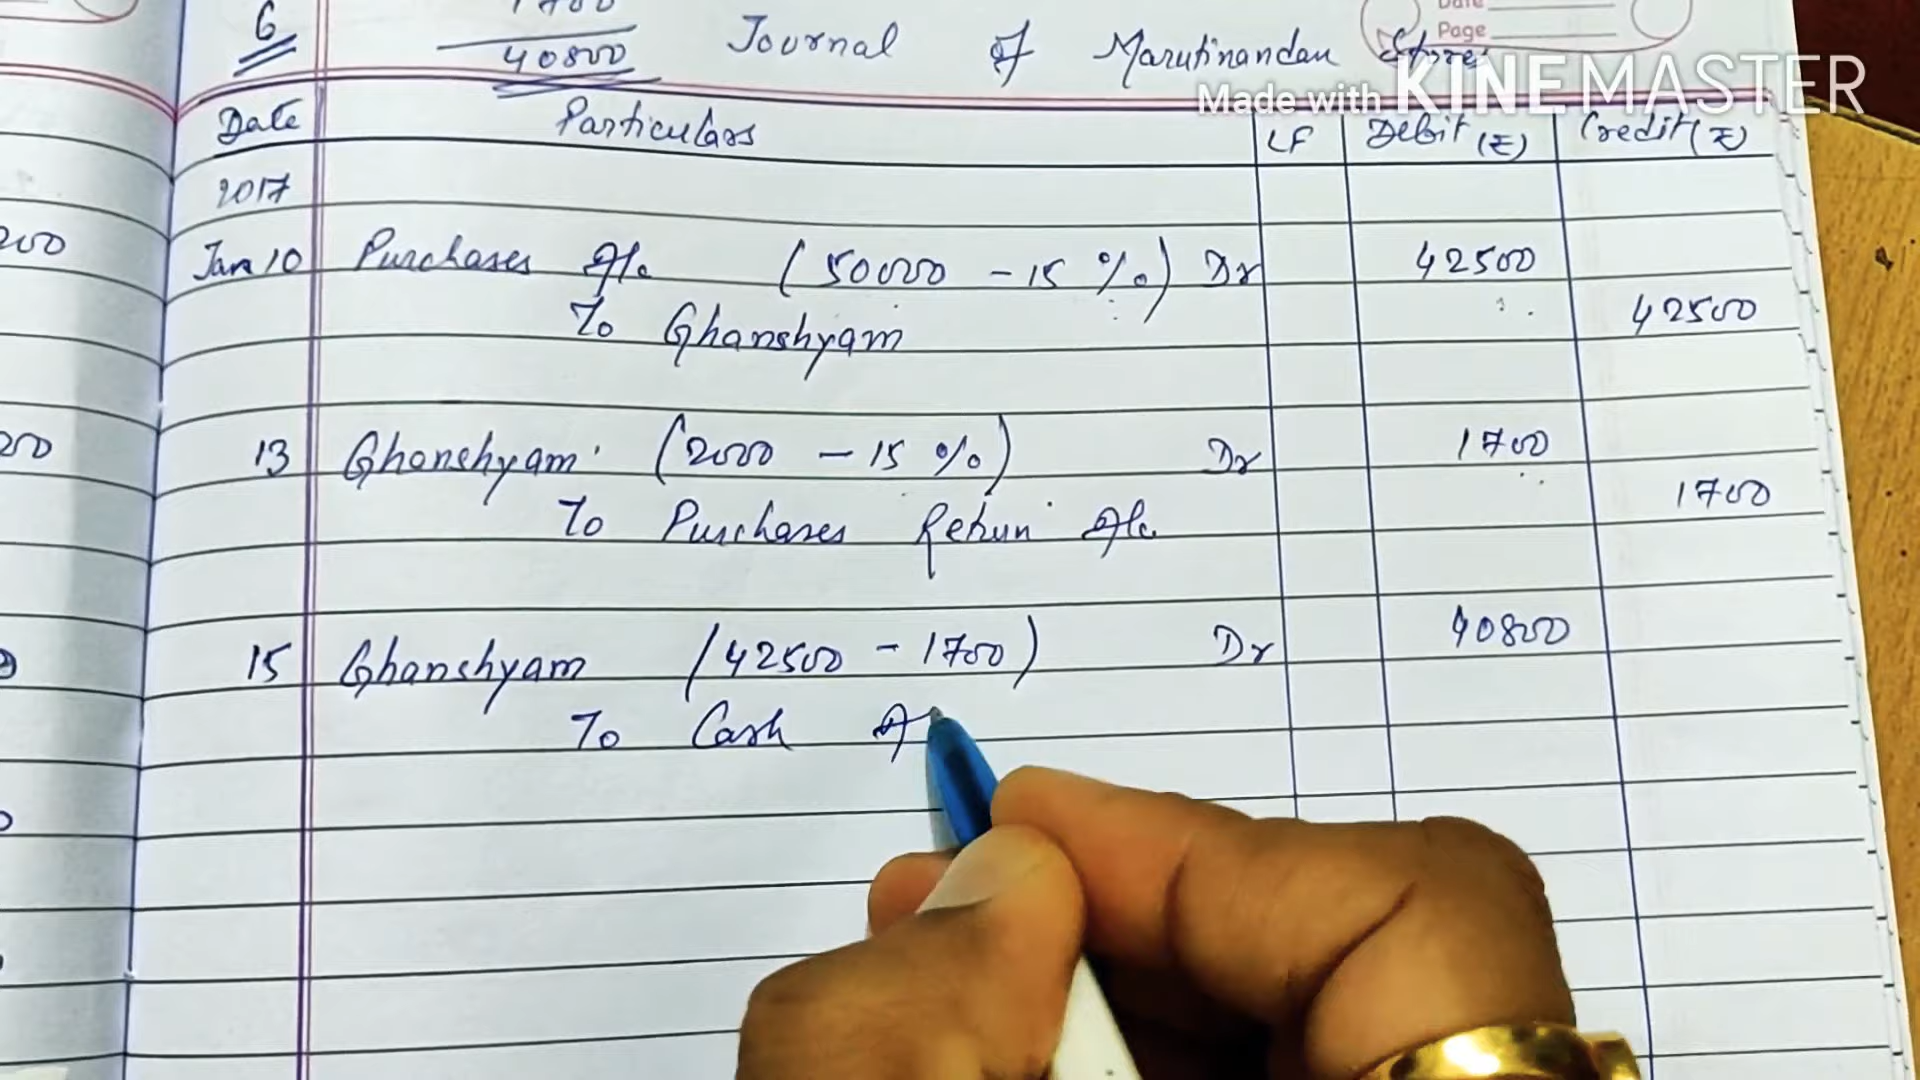 Date
Page
6
1700
40800
Journal of Marutinandan Stores
Made with KINEMASTER
Date Particulars LF Debit (₹) Credit (₹)
2017
Jan 10 Purchases A/c (50000 - 15 %) Dr 42500
To Ghanshyam 42500
13 Ghanshyam (2000 - 15 %) Dr 1700
To Purchases Return A/c 1700
15 Ghanshyam (42500 - 1700) Dr 40800
To Cash A